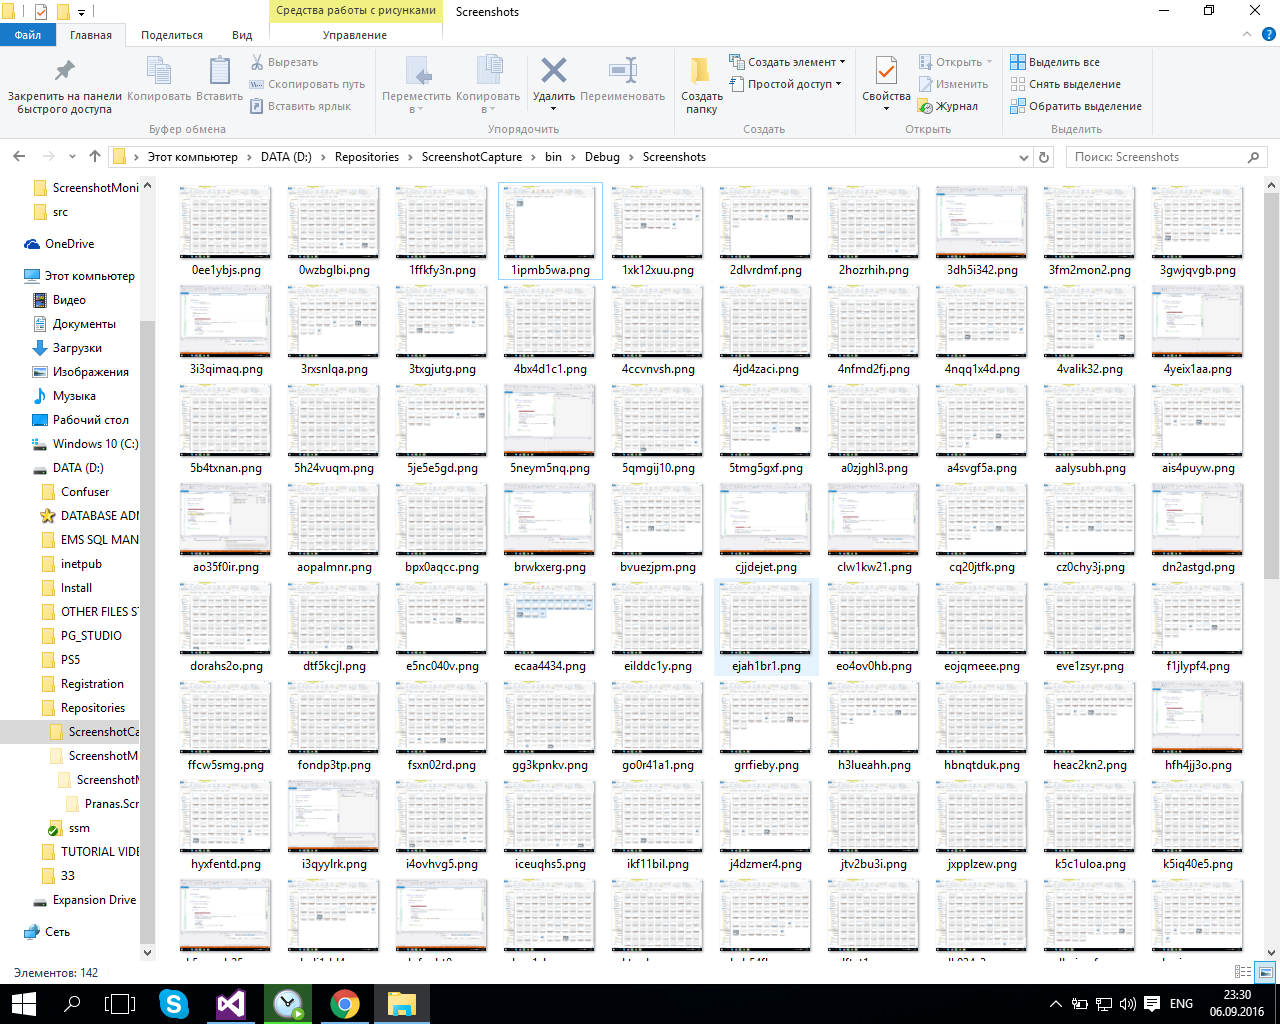 Средства работы с рисунками
Screenshots
Файл
Главная
Поделиться
Вид
Управление
Закрепить на панели быстрого доступа
Копировать
Вставить
Вырезать
Скопировать путь
Вставить ярлык
Буфер обмена
Переместить в
Копировать в
Удалить
Переименовать
Упорядочить
Создать папку
Создать элемент
Простой доступ
Создать
Свойства
Открыть
Изменить
Журнал
Открыть
Выделить все
Снять выделение
Обратить выделение
Выделить
Этот компьютер > DATA (D:) > Repositories > ScreenshotCapture > bin > Debug > Screenshots
Поиск: Screenshots
ScreenshotMoni
src
OneDrive
Этот компьютер
Видео
Документы
Загрузки
Изображения
Музыка
Рабочий стол
Windows 10 (C:)
DATA (D:)
Confuser
DATABASE ADM
EMS SQL MAN
inetpub
Install
OTHER FILES ST
PG_STUDIO
PS5
Registration
Repositories
ScreenshotCa
ScreenshotM
ScreenshotM
Pranas.Scr
ssm
TUTORIAL VIDE
33
Expansion Drive
Сеть
0ee1ybjs.png 0wzbglbi.png 1ffkfy3n.png 1ipmb5wa.png 1xk12xuu.png 2dlvrdmf.png 2hozrhih.png 3dh5i342.png 3fm2mon2.png 3gwjqvgb.png
3i3qimaq.png 3rxsnlqa.png 3txgjutg.png 4bx4d1c1.png 4ccvnvsh.png 4jd4zaci.png 4nfmd2fj.png 4nqq1x4d.png 4valik32.png 4yeix1aa.png
5b4txnan.png 5h24vuqm.png 5je5e5gd.png 5neym5nq.png 5qmgij10.png 5tmg5gxf.png a0zjghl3.png a4svgf5a.png aalysubh.png ais4puyw.png
ao35f0ir.png aopalmnr.png bpx0aqcc.png brwkxerg.png bvuezjpm.png cjjdejet.png clw1kw21.png cq20jtfk.png cz0chy3j.png dn2astgd.png
dorahs2o.png dtf5kcjl.png e5nc040v.png ecaa4434.png eilddc1y.png ejah1br1.png eo4ov0hb.png eojqmeee.png eve1zsyr.png f1jlypf4.png
ffcw5smg.png fondp3tp.png fsxn02rd.png gg3kpnkv.png go0r41a1.png grrfieby.png h3lueahh.png hbnqtduk.png heac2kn2.png hfh4jj3o.png
hyxfentd.png i3qyylrk.png i4ovhvg5.png iceuqhs5.png ikf11bil.png j4dzmer4.png jtv2bu3i.png jxpplzew.png k5c1uloa.png k5iq40e5.png
Элементов: 142
ENG
23:30
06.09.2016